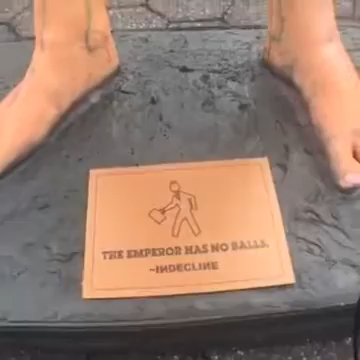 THE EMPEROR HAS NO BALLS.
-INDECLINE